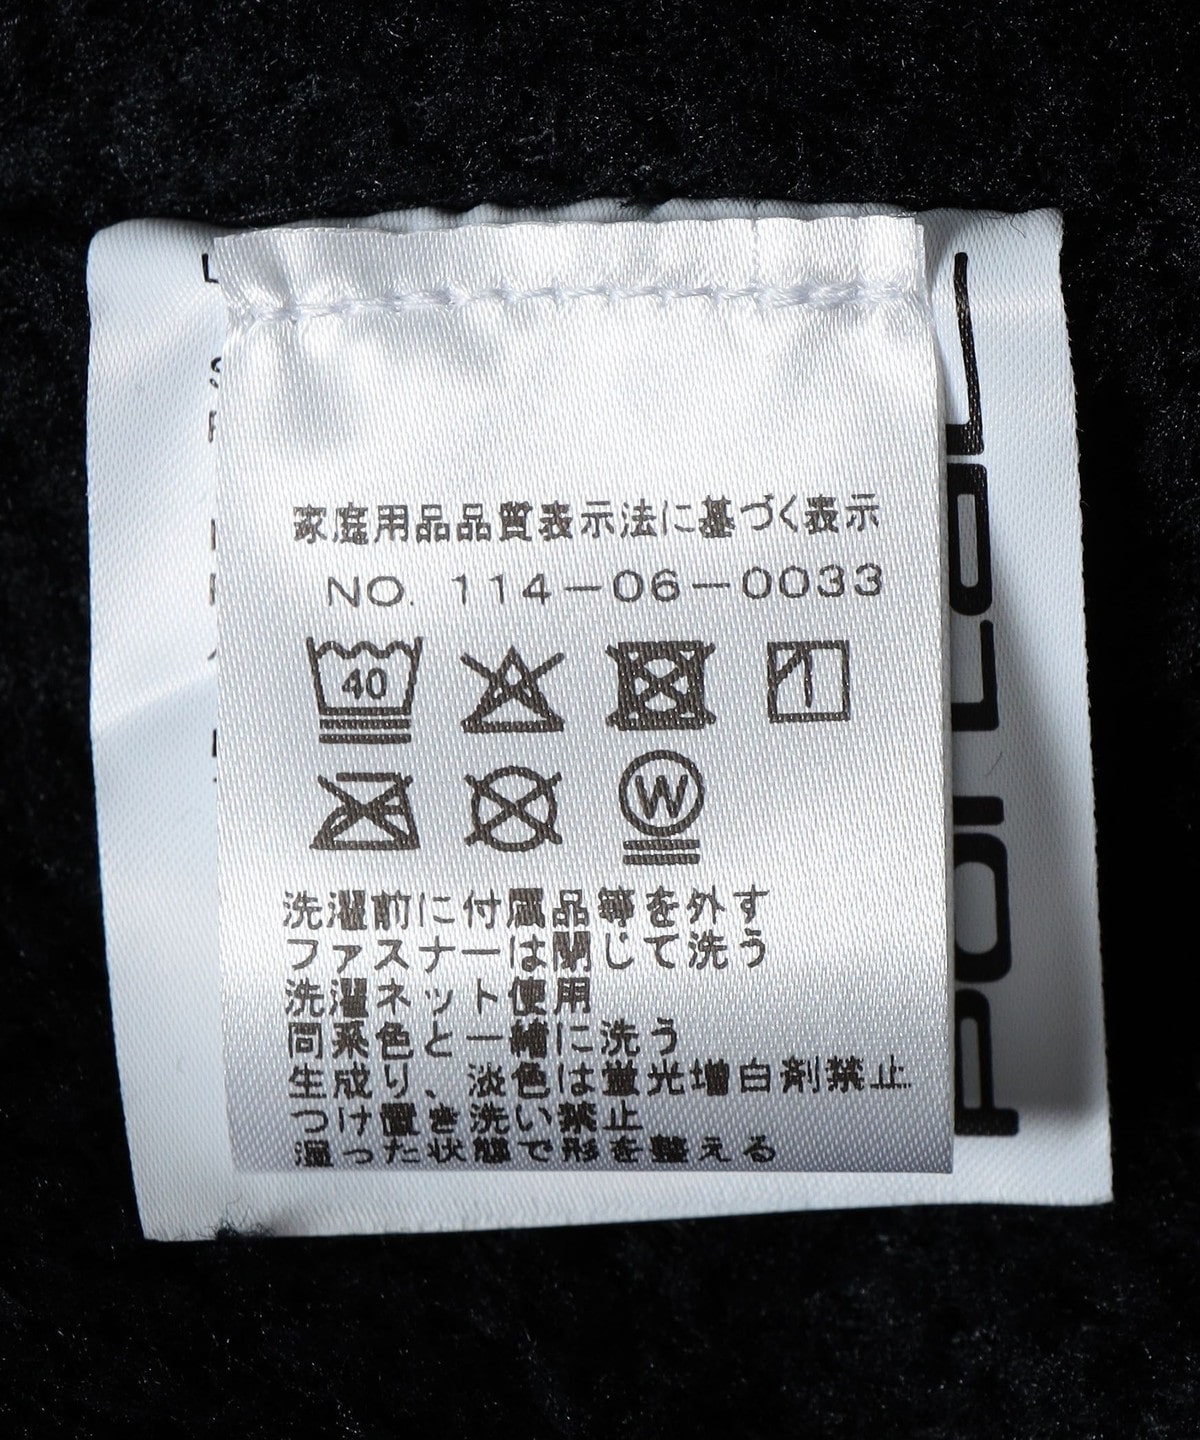 家庭用品品質表示法に基づく表示
NO. 114-06-0033
40
W
洗濯前に付属品等を外す
ファスナーは閉じて洗う
洗濯ネット使用
同系色と一緒に洗う
生成り、淡色は蛍光増白剤禁止
つけ置き洗い禁止
湿った状態で形を整える